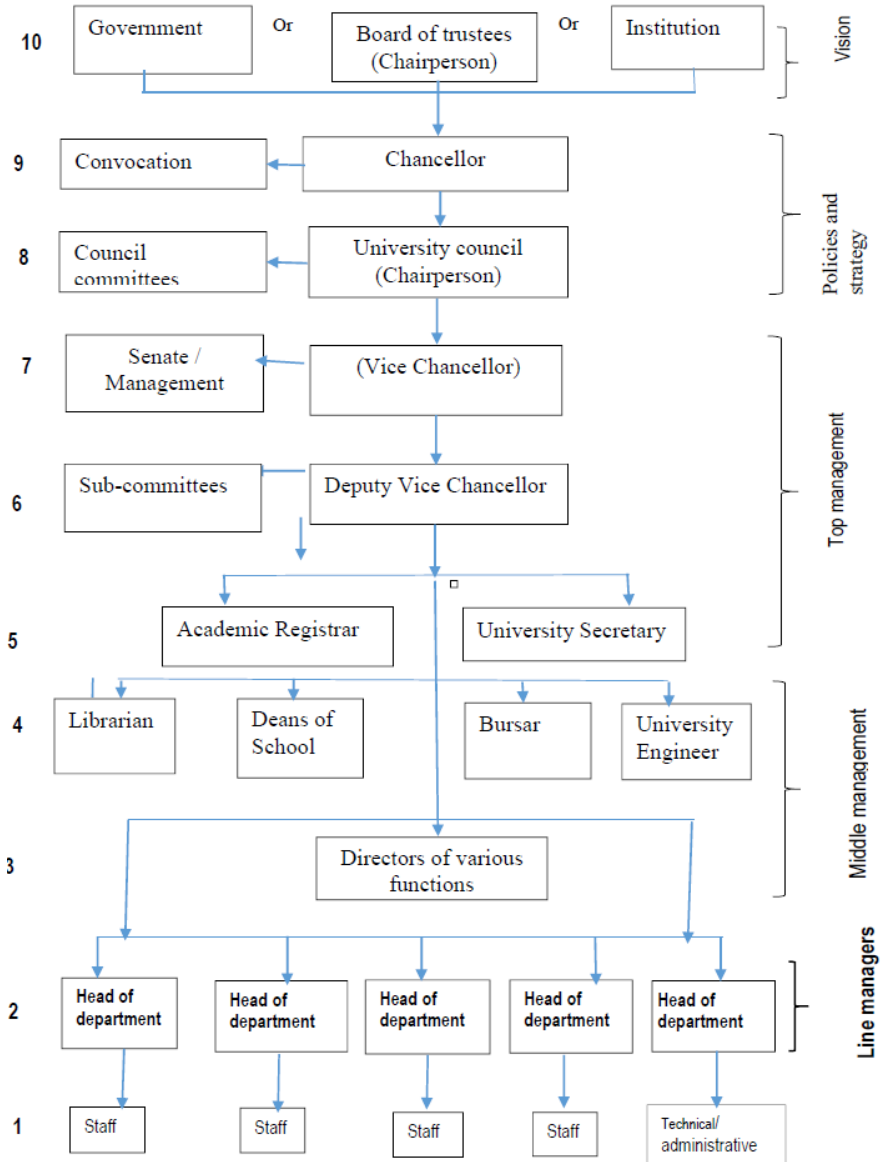 Government
Or
Board of trustees
(Chairperson)
Or
Institution
10
Vision
9
Convocation
Chancellor
8
Council
committees
University council
(Chairperson)
Policies and
strategy
7
Senate /
Management
(Vice Chancellor)
6
Sub-committees
Deputy Vice Chancellor
Top management
5
Academic Registrar
University Secretary
4
Librarian
Deans of
School
Bursar
University
Engineer
Middle management
3
Directors of various
functions
2
Head of
department
Head of
department
Head of
department
Head of
department
Head of
department
Line managers
1
Staff
Staff
Staff
Staff
Technical/
administrative